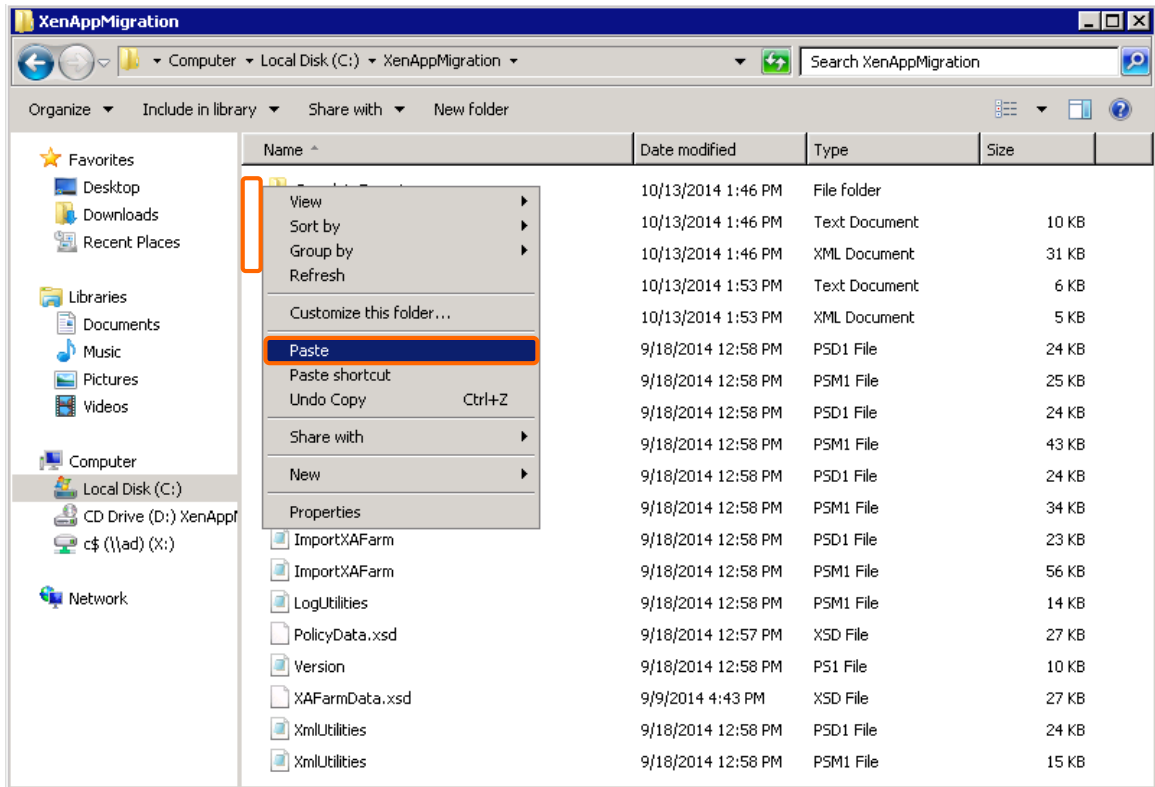 XenAppMigration
Computer Local Disk (C:) XenAppMigration
Search XenAppMigration
Organize Include in library Share with New folder
Favorites
Desktop
Downloads
Recent Places
Libraries
Documents
Music
Pictures
Videos
Computer
Local Disk (C:)
CD Drive (D:) XenApp
c$ (\\ad) (X:)
Network
Name Date modified Type Size
10/13/2014 1:46 PM File folder
10/13/2014 1:46 PM Text Document 10 KB
10/13/2014 1:46 PM XML Document 31 KB
10/13/2014 1:53 PM Text Document 6 KB
10/13/2014 1:53 PM XML Document 5 KB
9/18/2014 12:58 PM PSD1 File 24 KB
9/18/2014 12:58 PM PSM1 File 25 KB
9/18/2014 12:58 PM PSD1 File 24 KB
9/18/2014 12:58 PM PSM1 File 43 KB
9/18/2014 12:58 PM PSD1 File 24 KB
9/18/2014 12:58 PM PSM1 File 34 KB
ImportXAFarm 9/18/2014 12:58 PM PSD1 File 23 KB
ImportXAFarm 9/18/2014 12:58 PM PSM1 File 56 KB
LogUtilities 9/18/2014 12:58 PM PSM1 File 14 KB
PolicyData.xsd 9/18/2014 12:57 PM XSD File 27 KB
Version 9/18/2014 12:58 PM PS1 File 10 KB
XAFarmData.xsd 9/9/2014 4:43 PM XSD File 27 KB
XmlUtilities 9/18/2014 12:58 PM PSD1 File 24 KB
XmlUtilities 9/18/2014 12:58 PM PSM1 File 15 KB
View
Sort by
Group by
Refresh
Customize this folder...
Paste
Paste shortcut
Undo Copy Ctrl+Z
Share with
New
Properties